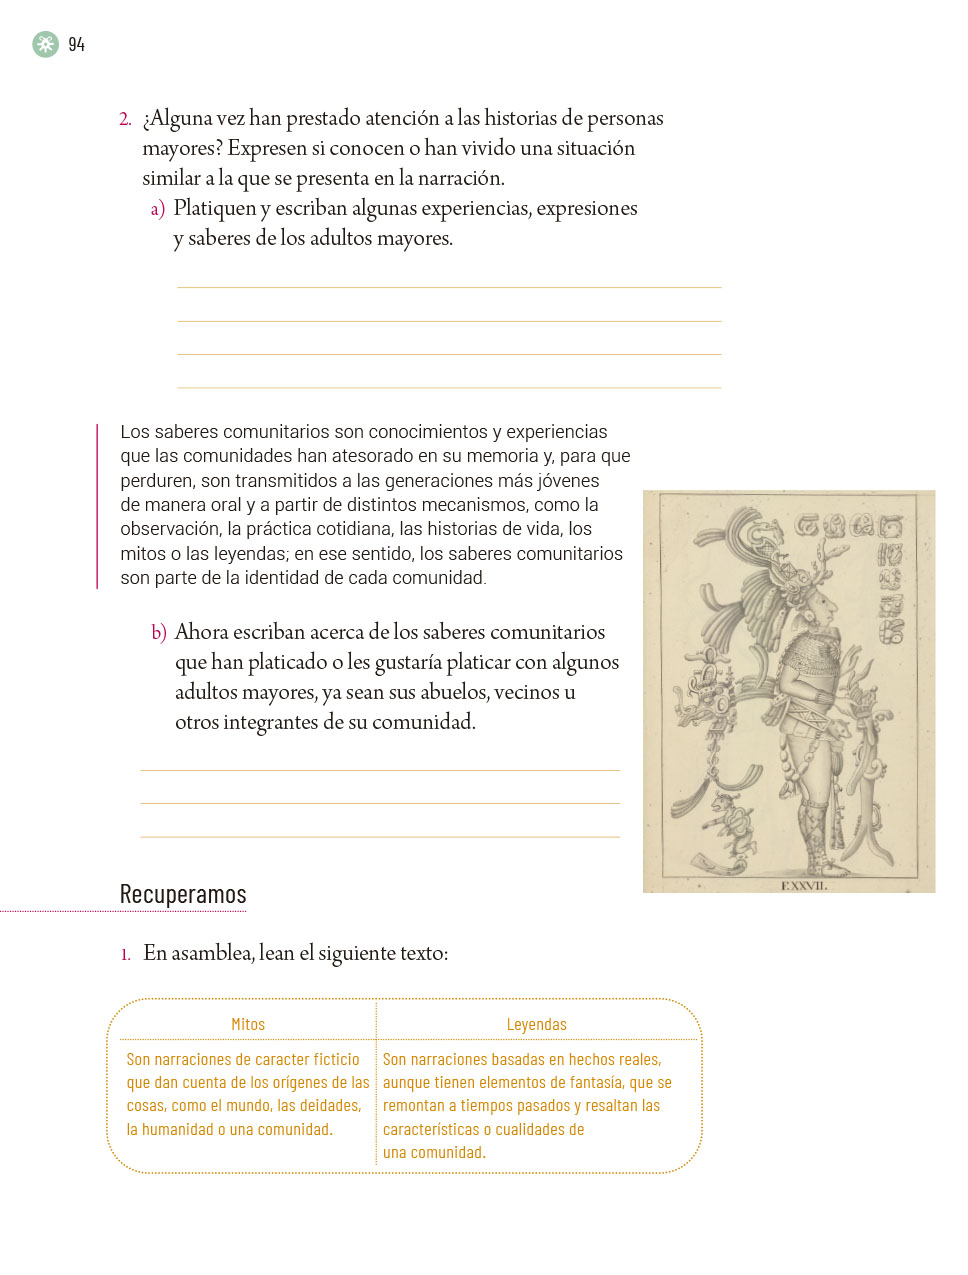 94
2. ¿Alguna vez han prestado atención a las historias de personas
mayores? Expresen si conocen o han vivido una situación
similar a la que se presenta en la narración.
a) Platiquen y escriban algunas experiencias, expresiones
y saberes de los adultos mayores.
Los saberes comunitarios son conocimientos y experiencias
que las comunidades han atesorado en su memoria y, para que
perduren, son transmitidos a las generaciones más jóvenes
de manera oral y a partir de distintos mecanismos, como la
observación, la práctica cotidiana, las historias de vida, los
mitos o las leyendas; en ese sentido, los saberes comunitarios
son parte de la identidad de cada comunidad.
b) Ahora escriban acerca de los saberes comunitarios
que han platicado o les gustaría platicar con algunos
adultos mayores, ya sean sus abuelos, vecinos u
otros integrantes de su comunidad.
F.XXVII.
Recuperamos
1. En asamblea, lean el siguiente texto:
Mitos
Son narraciones de caracter ficticio
que dan cuenta de los orígenes de las
cosas, como el mundo, las deidades,
la humanidad o una comunidad.
Leyendas
Son narraciones basadas en hechos reales,
aunque tienen elementos de fantasía, que se
remontan a tiempos pasados y resaltan las
características o cualidades de
una comunidad.